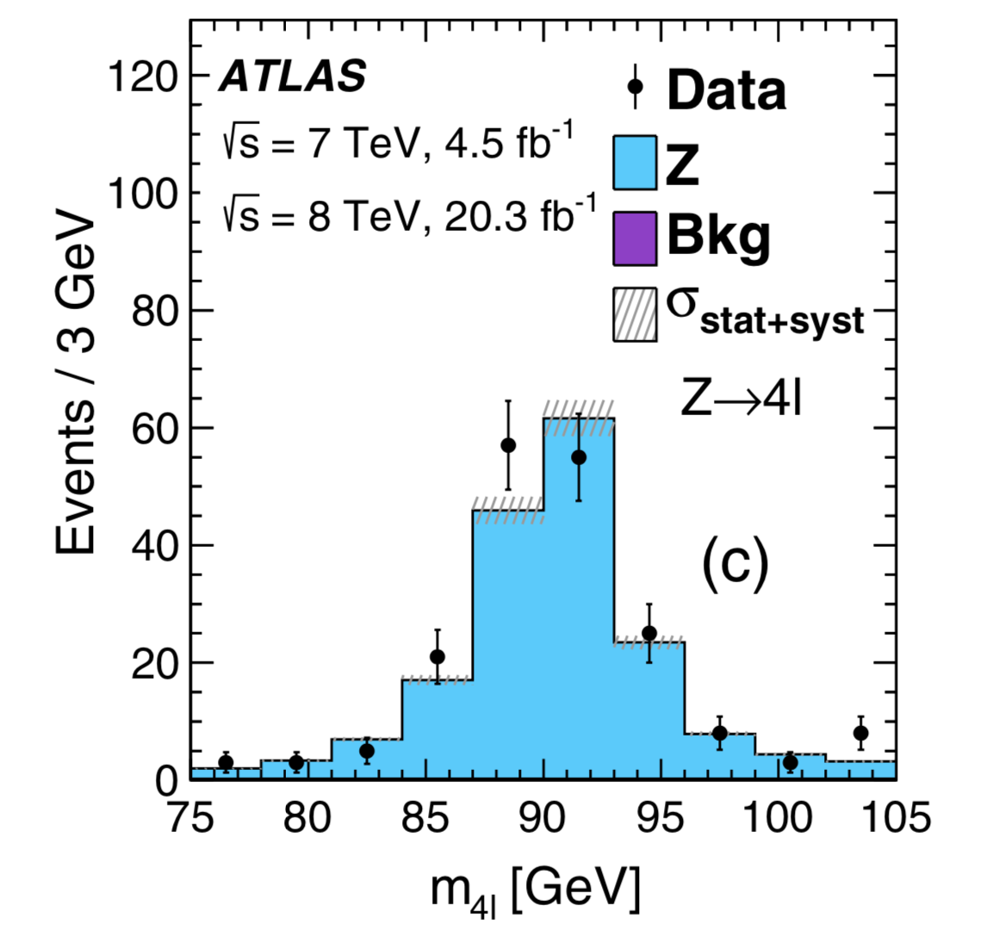 ATLAS
√s = 7 TeV, 4.5 fb⁻¹
√s = 8 TeV, 20.3 fb⁻¹
Data
Z
Bkg
σ stat+syst
Z→4l
(c)
Events / 3 GeV
120
100
80
60
40
20
0
75 80 85 90 95 100 105
m4l [GeV]